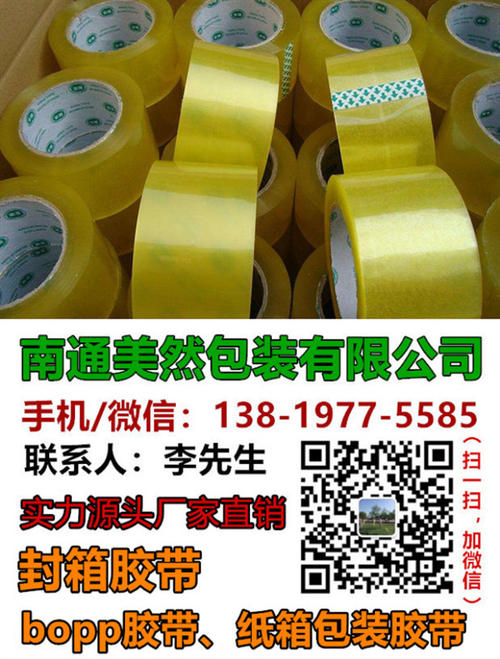 南通美然包装有限公司
手机/微信：138-1977-5585
联系人：李先生
（扫一扫，加微信）
实力源头厂家直销
封箱胶带
bopp胶带、纸箱包装胶带